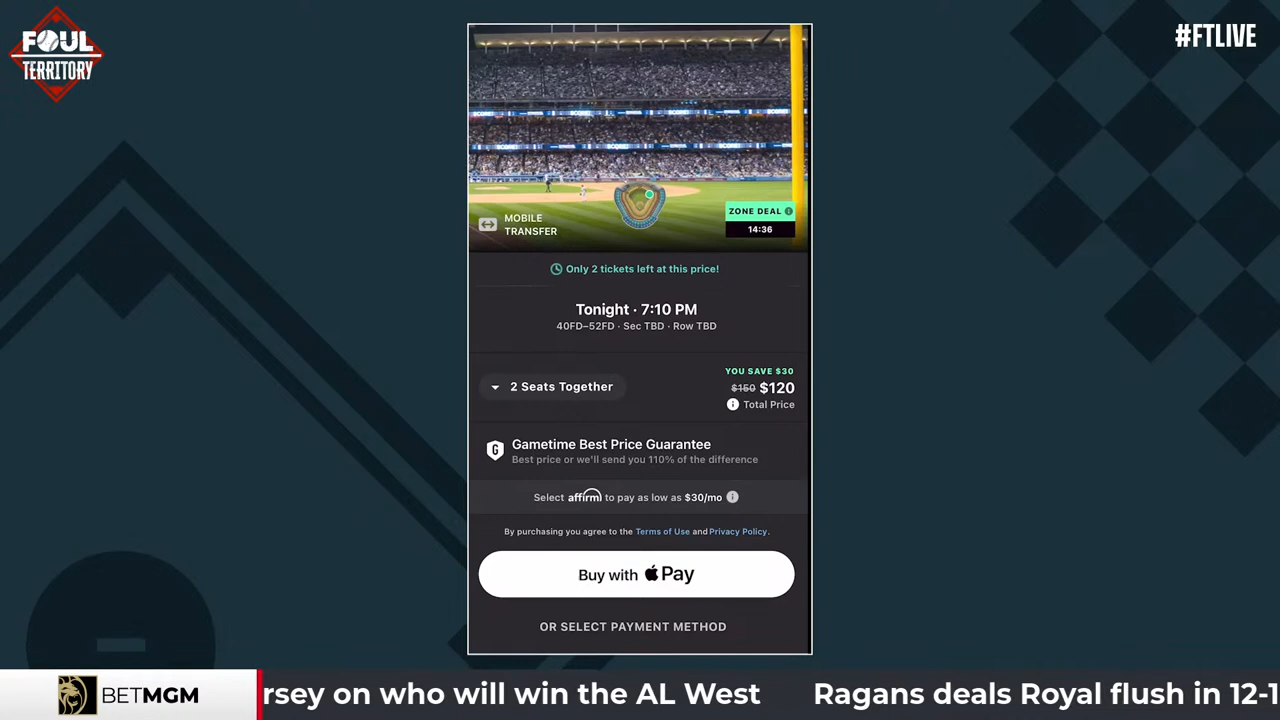 FOUL
TERRITORY
#FTLIVE
MOBILE
TRANSFER
ZONE DEAL
14:36
Only 2 tickets left at this price!
Tonight · 7:10 PM
40FD–52FD · Sec TBD · Row TBD
YOU SAVE $30
2 Seats Together
$150 $120
Total Price
G
Gametime Best Price Guarantee
Best price or we'll send you 110% of the difference
Select affirm to pay as low as $30/mo
By purchasing you agree to the Terms of Use and Privacy Policy.
Buy with Pay
OR SELECT PAYMENT METHOD
BETMGM
rsey on who will win the AL West Ragans deals Royal flush in 12-1